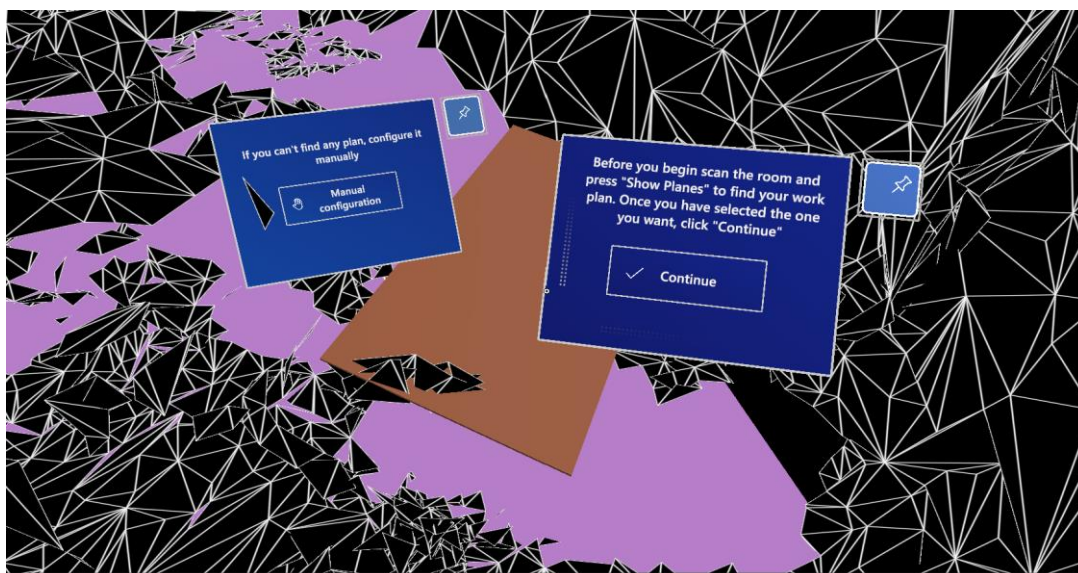 If you can't find any plan, configure it
manually
Manual
configuration
Before you begin scan the room and
press "Show Planes" to find your work
plan. Once you have selected the one
you want, click "Continue"
Continue